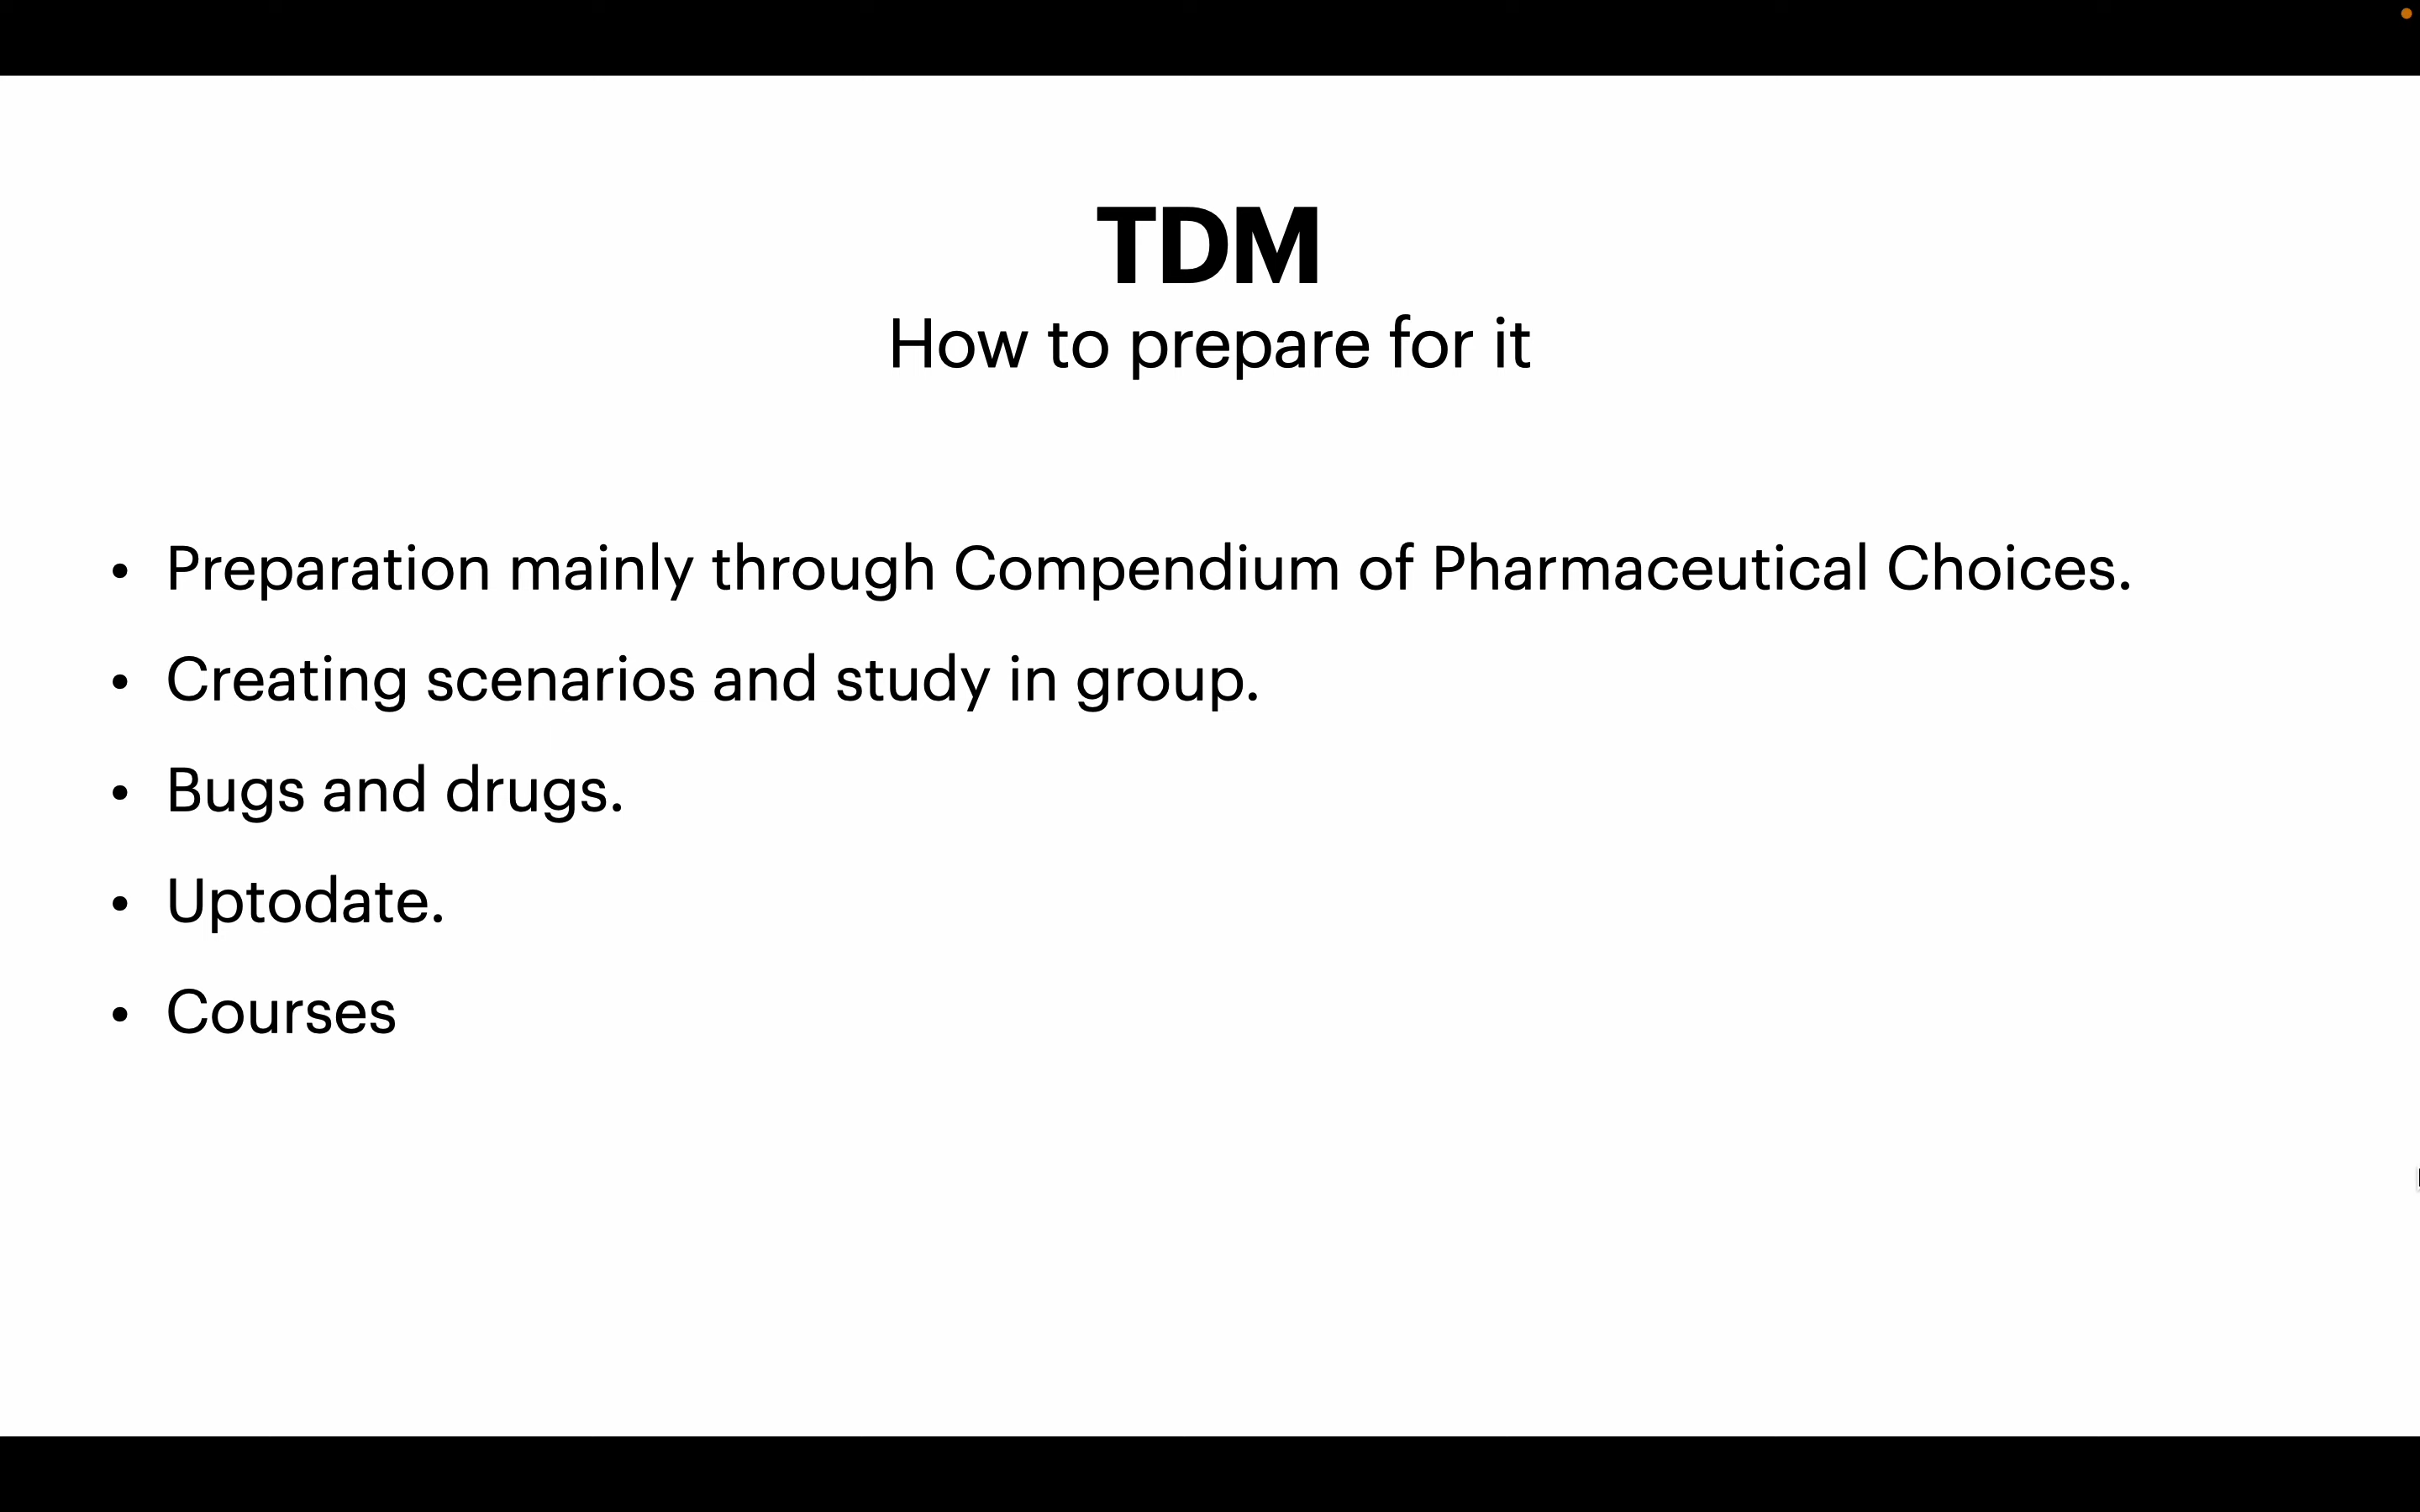 TDM
How to prepare for it
• Preparation mainly through Compendium of Pharmaceutical Choices.
• Creating scenarios and study in group.
• Bugs and drugs.
• Uptodate.
• Courses